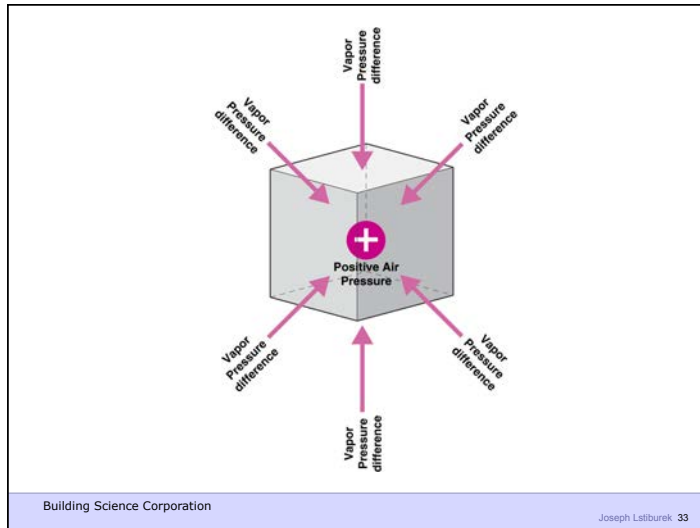 Vapor
Pressure
difference
Vapor
Pressure
difference
Vapor
Pressure
difference
Positive Air
Pressure
Vapor
Pressure
difference
Vapor
Pressure
difference
Vapor
Pressure
difference
Building Science Corporation
Joseph Lstiburek 33